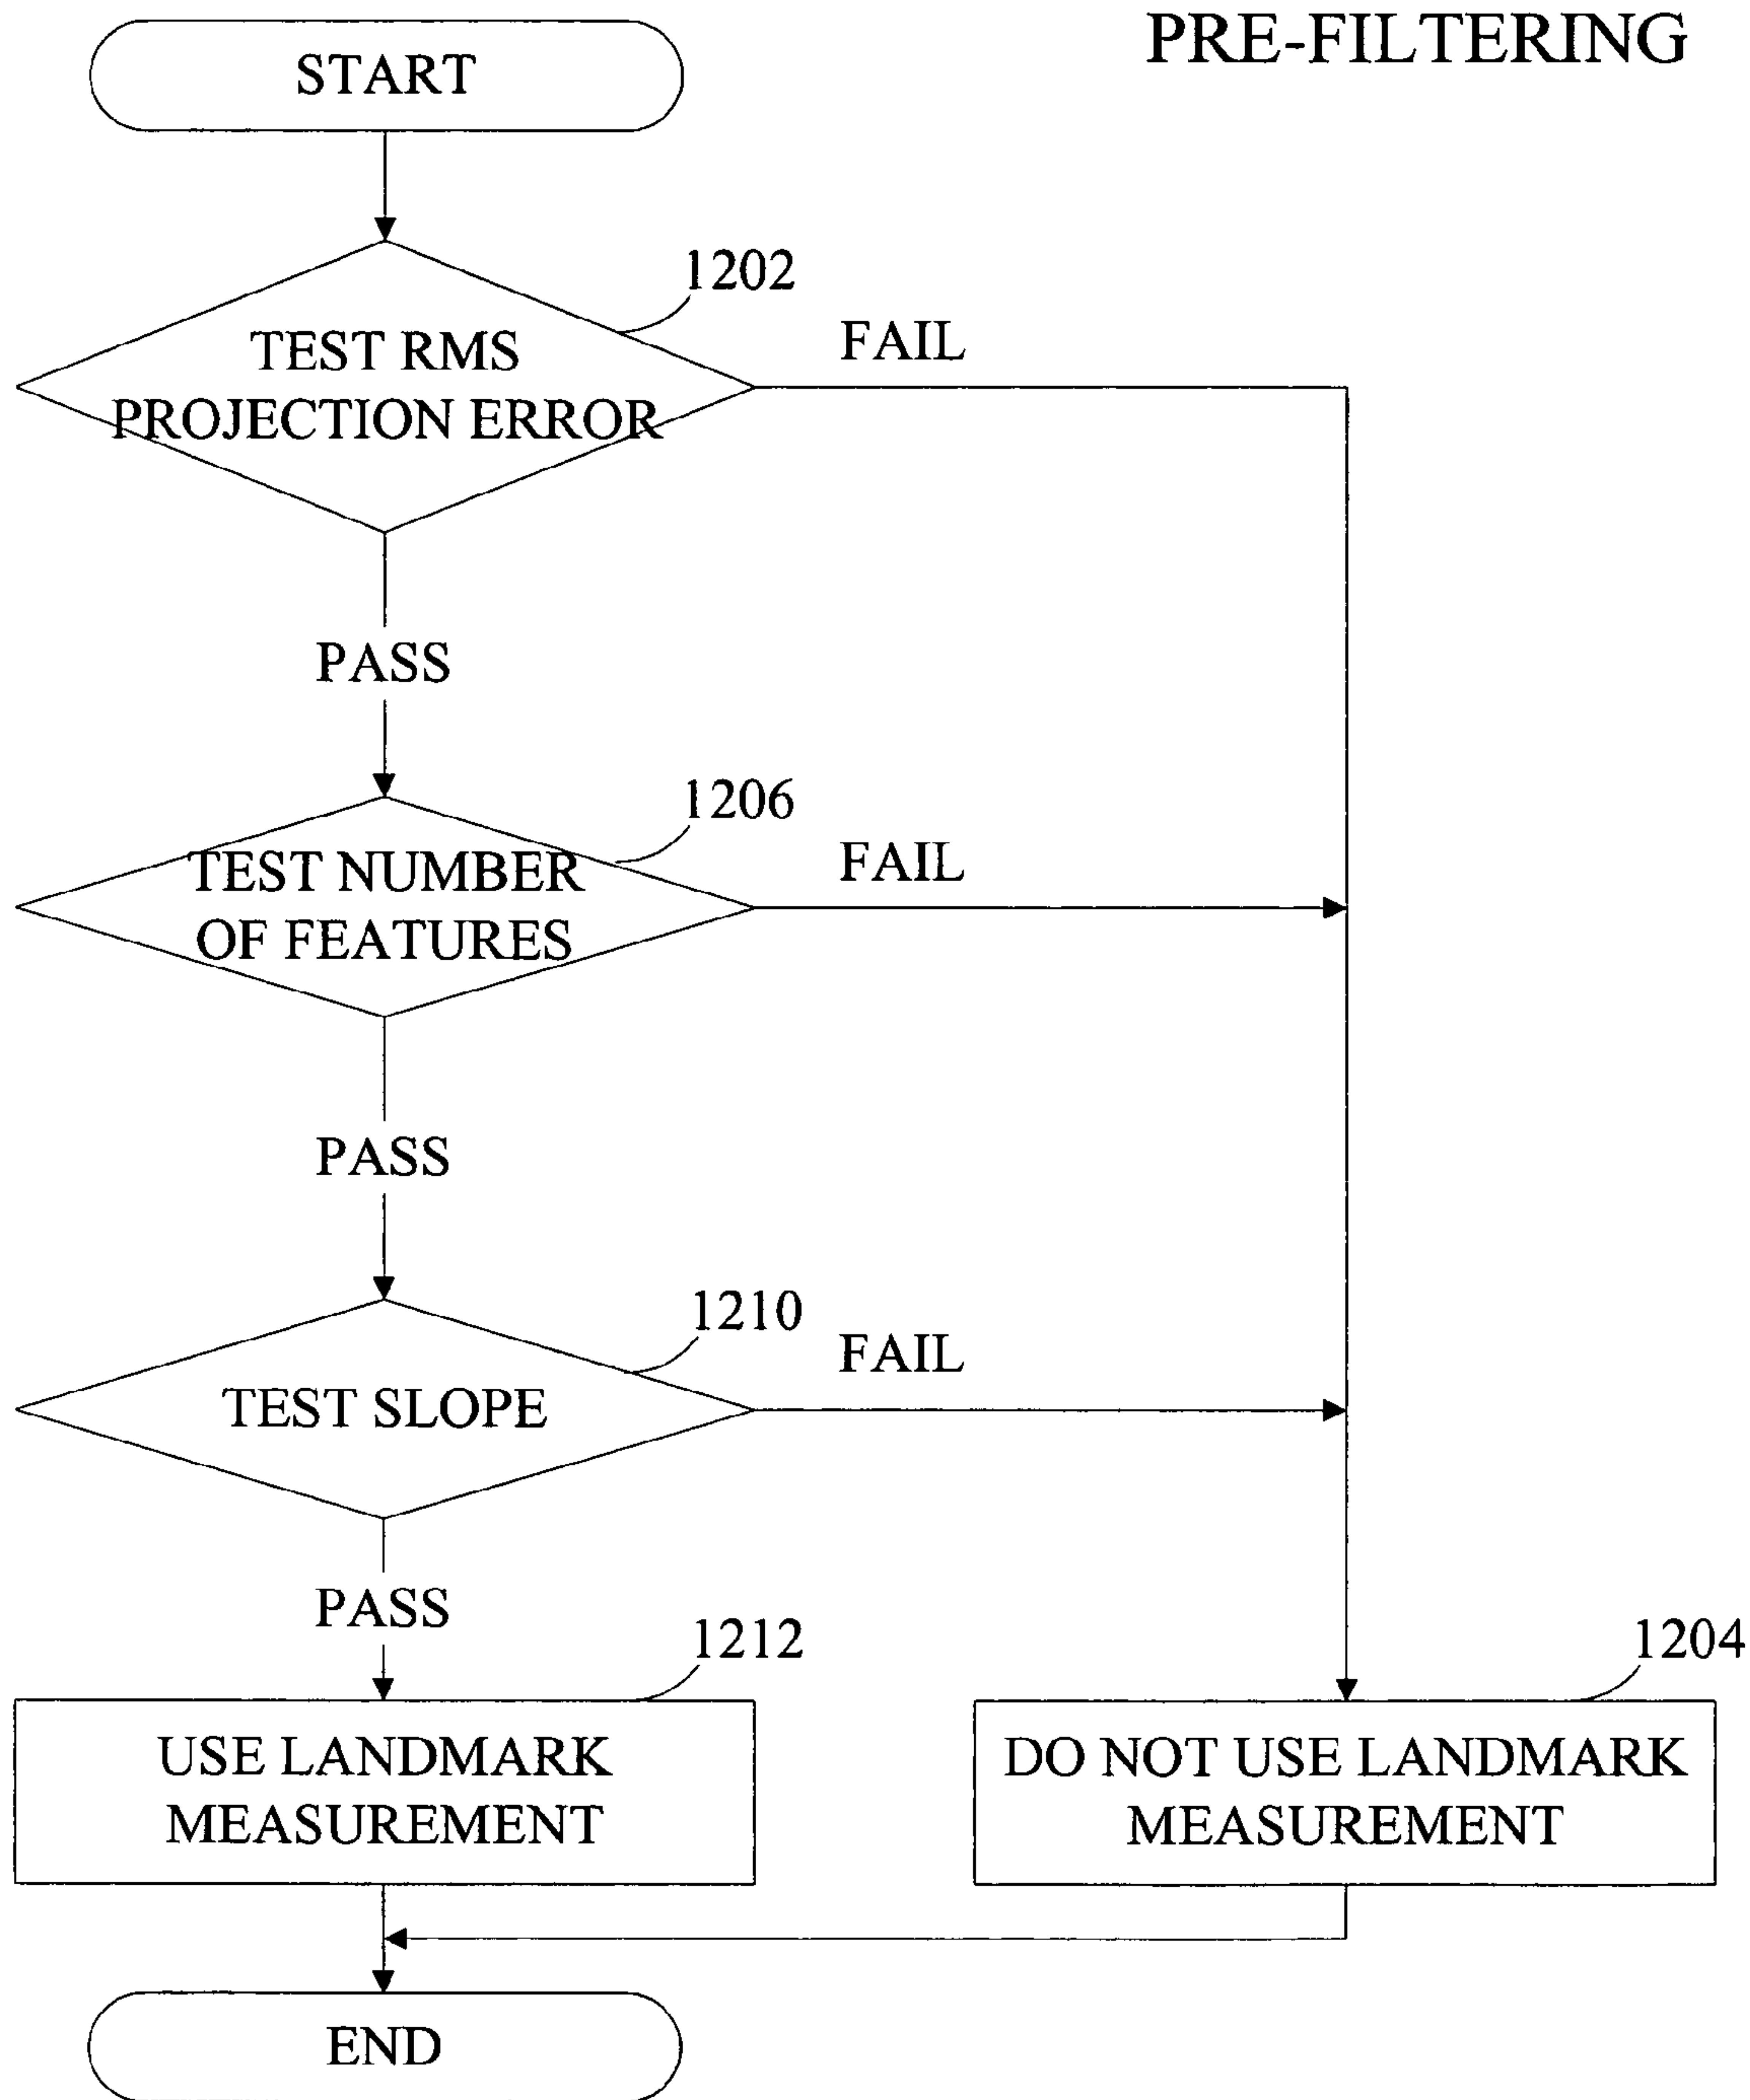 PRE-FILTERING
START
1202
TEST RMS
PROJECTION ERROR
FAIL
PASS
1206
TEST NUMBER
OF FEATURES
FAIL
PASS
1210
TEST SLOPE
FAIL
PASS
1212
USE LANDMARK
MEASUREMENT
1204
DO NOT USE LANDMARK
MEASUREMENT
END